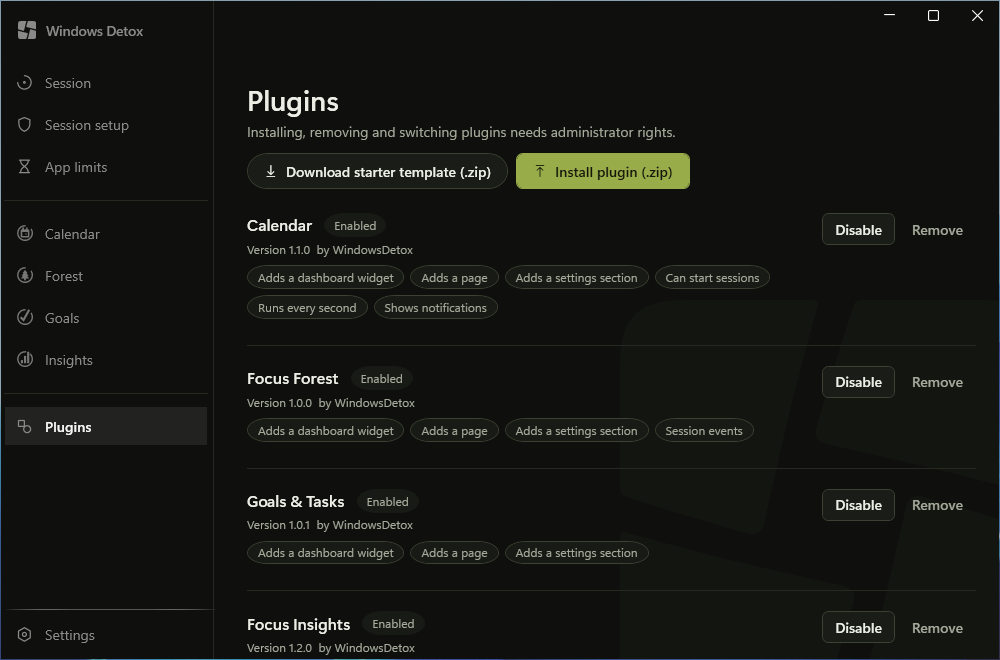 Windows Detox
Session
Session setup
App limits
Calendar
Forest
Goals
Insights
Plugins
Settings
Plugins
Installing, removing and switching plugins needs administrator rights.
Download starter template (.zip) Install plugin (.zip)
Calendar Enabled Disable Remove
Version 1.1.0 by WindowsDetox
Adds a dashboard widget Adds a page Adds a settings section Can start sessions
Runs every second Shows notifications
Focus Forest Enabled Disable Remove
Version 1.0.0 by WindowsDetox
Adds a dashboard widget Adds a page Adds a settings section Session events
Goals & Tasks Enabled Disable Remove
Version 1.0.1 by WindowsDetox
Adds a dashboard widget Adds a page Adds a settings section
Focus Insights Enabled Disable Remove
Version 1.2.0 by WindowsDetox